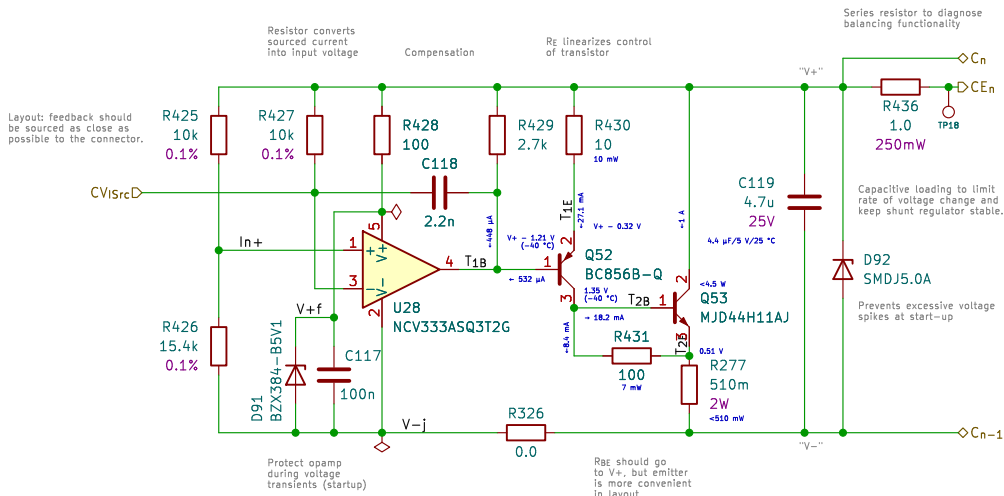 Series resistor to diagnose
balancing functionality
Resistor converts
sourced current
into input voltage
Compensation
RE linearizes control
of transistor
Cn
"V+"
CEn
R436
1.0
250mW
TP18
Layout: feedback should
be sourced as close as
possible to the connector.
R425
10k
0.1%
R427
10k
0.1%
R428
100
R429
2.7k
R430
10
10 mW
C118
2.2n
CVISrc
←448 µA
T1E
←27.1 mA
←1 A
C119
4.7u
25V
4.4 µF/5 V/25 °C
Capacitive loading to limit
rate of voltage change and
keep shunt regulator stable.
In+
1
3
5
V+
V-
2
4
+
-
T1B
U28
NCV333ASQ3T2G
V+ - 1.21 V
(-40 °C)
V+ - 0.32 V
2
1
3
Q52
BC856B-Q
← 532 µA
1.35 V
(-40 °C)
T2B
→ 18.2 mA
←8.4 mA
2
1
3
<4.5 W
Q53
MJD44H11AJ
D92
SMDJ5.0A
Prevents excessive voltage
spikes at start-up
V+f
R426
15.4k
0.1%
D91
BZX384-B5V1
C117
100n
R431
100
7 mW
T2D
0.51 V
R277
510m
2W
<510 mW
V-j
R326
0.0
Cn-1
"V-"
Protect opamp
during voltage
transients (startup)
RBE should go
to V+, but emitter
is more convenient
in layout